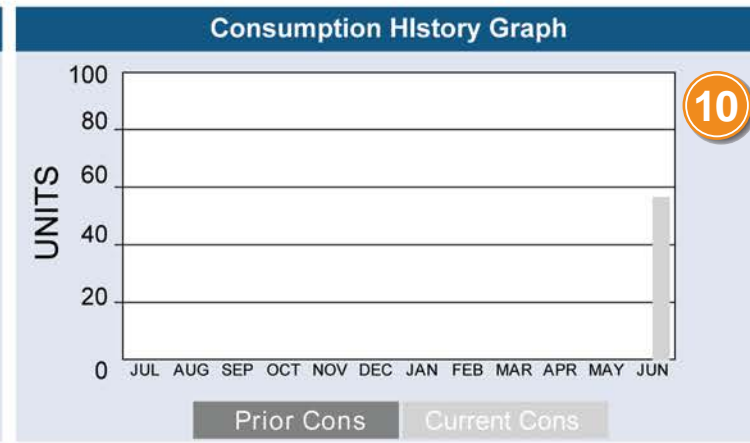 Consumption HIstory Graph
10
UNITS
100
80
60
40
20
0
JUL AUG SEP OCT NOV DEC JAN FEB MAR APR MAY JUN
Prior Cons Current Cons